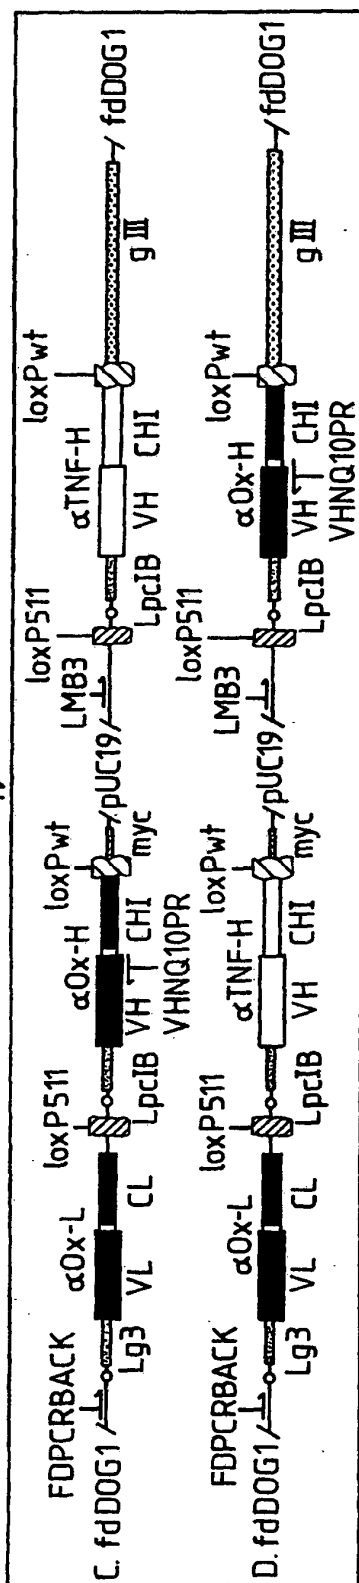 FDPCRBACK αOx-L loxP511 αOx-H loxPwt LMB3 loxP511 αTNF-H loxPwt
C. fdDOG1 pUC19 fdDOG1
Lg3 VL CL LpcIB VH CHI myc LpcIB VH CHI gIII
VHNQ10PR
FDPCRBACK αOx-L loxP511 αTNF-H loxPwt LMB3 loxP511 αOx-H loxPwt
D. fdDOG1 pUC19 fdDOG1
Lg3 VL CL LpcIB VH CHI myc LpcIB VH CHI gIII
VHNQ10PR